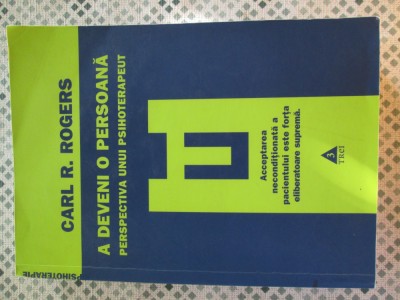 PSIHOTERAPIE
CARL R. ROGERS
A DEVENI O PERSOANĂ
PERSPECTIVA UNUI PSIHOTERAPEUT
Acceptarea
necondiționată a
pacientului este forța
eliberatoare supremă.
3
TREI